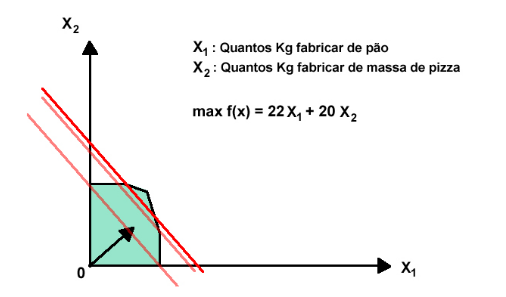 X2
X1 : Quantos Kg fabricar de pão
X2 : Quantos Kg fabricar de massa de pizza
max f(x) = 22 X1 + 20 X2
0
X1